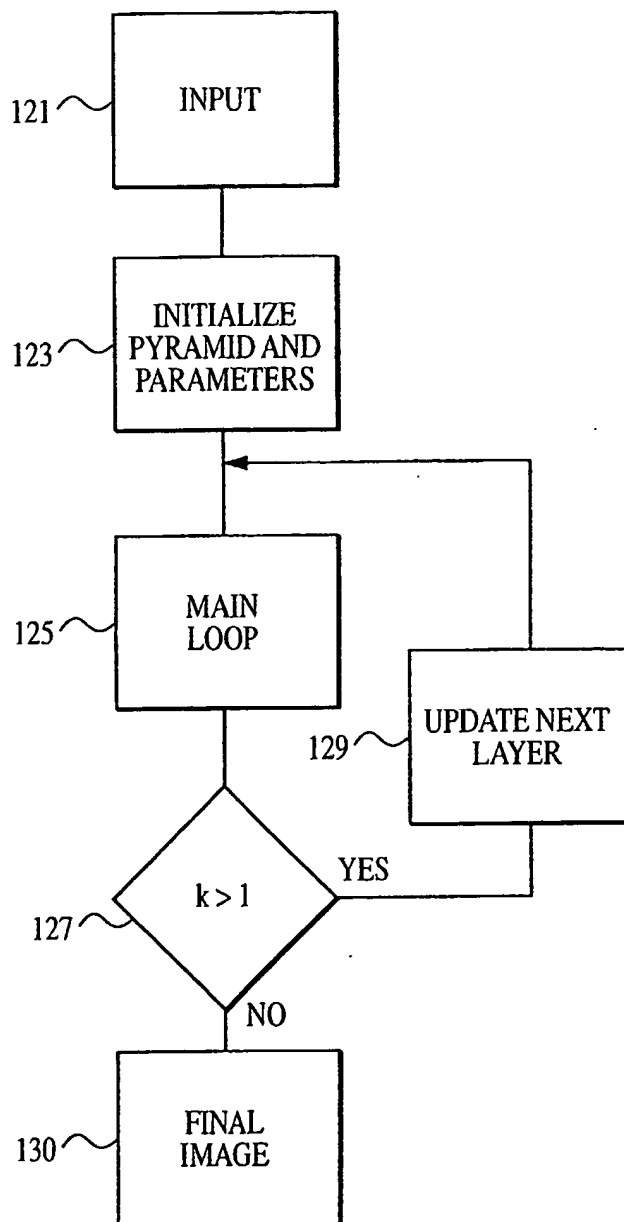 121
INPUT
123
INITIALIZE
PYRAMID AND
PARAMETERS
125
MAIN
LOOP
129
UPDATE NEXT
LAYER
127
k > 1
YES
NO
130
FINAL
IMAGE